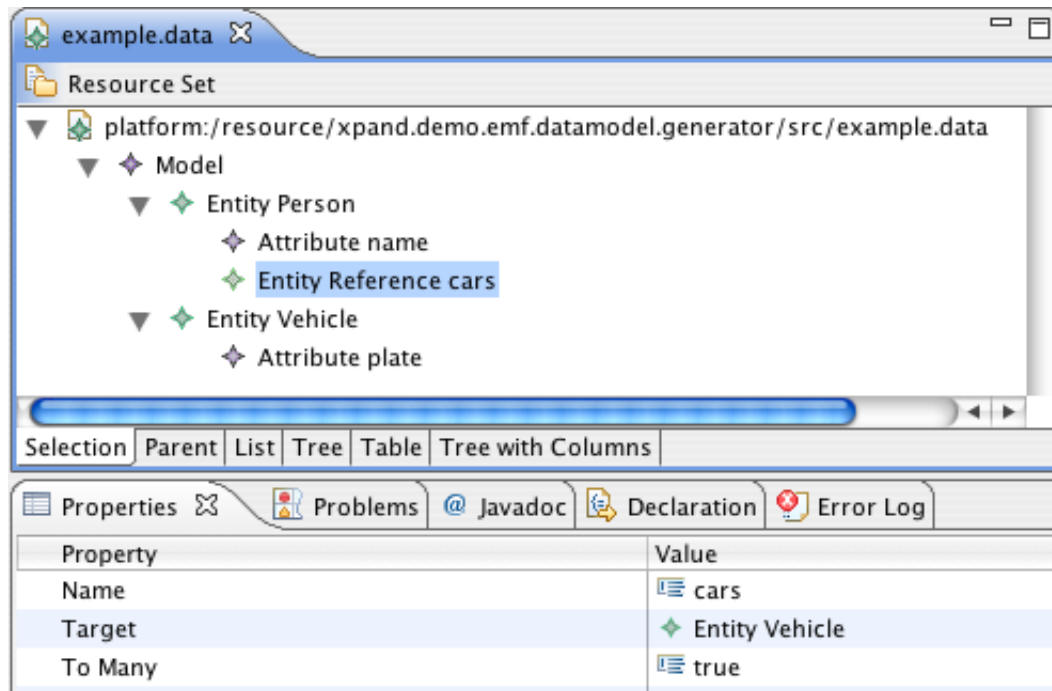 example.data
Resource Set
platform:/resource/xpand.demo.emf.datamodel.generator/src/example.data
Model
Entity Person
Attribute name
Entity Reference cars
Entity Vehicle
Attribute plate
Selection Parent List Tree Table Tree with Columns
Properties Problems @ Javadoc Declaration Error Log
Property Value
Name cars
Target Entity Vehicle
To Many true